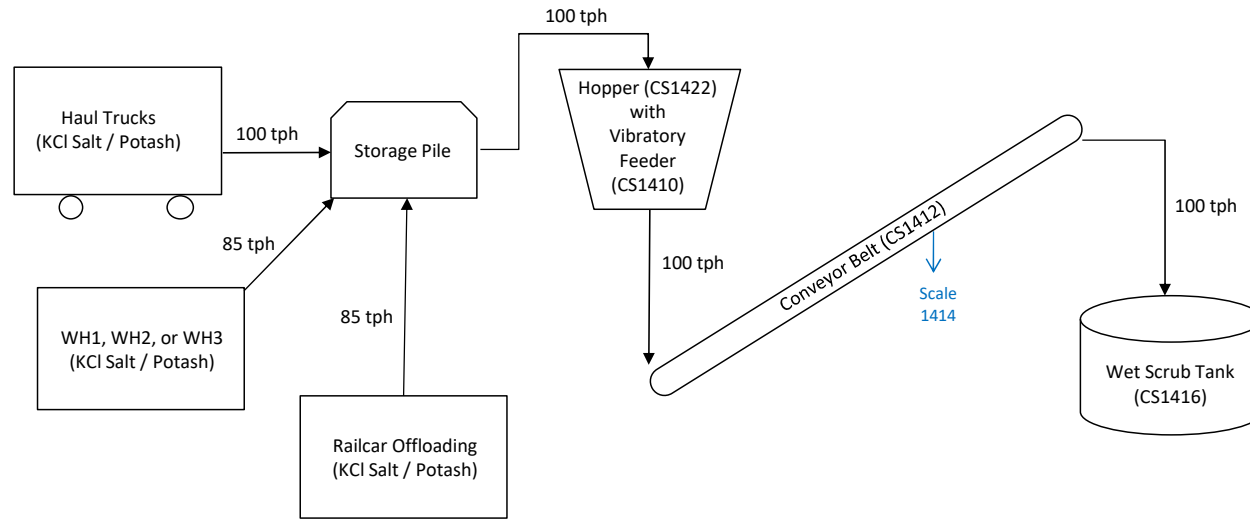 100 tph
Haul Trucks
(KCl Salt / Potash)
100 tph
Storage Pile
Hopper (CS1422)
with
Vibratory
Feeder
(CS1410)
85 tph
100 tph
Conveyor Belt (CS1412)
Scale
1414
100 tph
WH1, WH2, or WH3
(KCl Salt / Potash)
85 tph
Railcar Offloading
(KCl Salt / Potash)
Wet Scrub Tank
(CS1416)